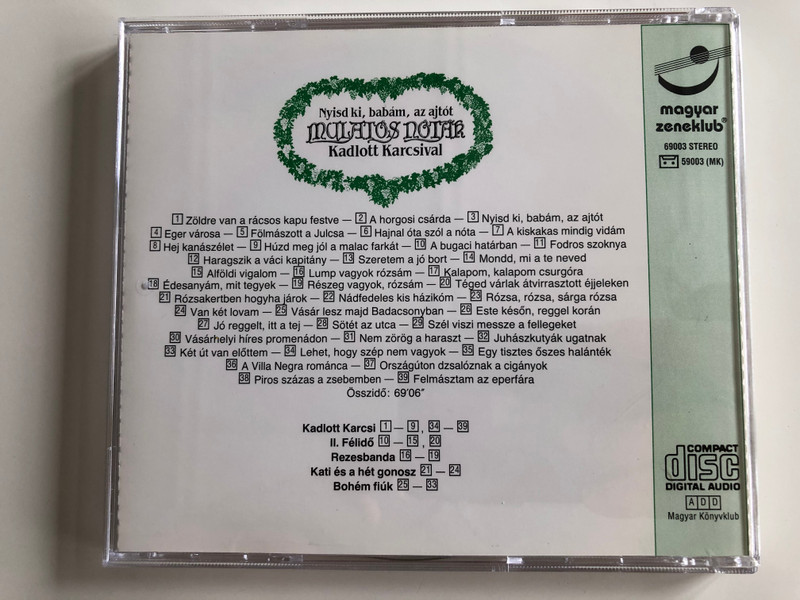 Nyisd ki, babám, az ajtót
MULATÓS NÓTÁK
Kadlott Karcsival
1 Zöldre van a rácsos kapu festve — 2 A horgosi csárda — 3 Nyisd ki, babám, az ajtót
4 Eger városa — 5 Fölmászott a Julcsa — 6 Hajnal óta szól a nóta — 7 A kiskakas mindig vidám
8 Hej kanászélet — 9 Húzd meg jól a malac farkát — 10 A bugaci határban — 11 Fodros szoknya
12 Haragszik a váci kapitány — 13 Szeretem a jó bort — 14 Mondd, mi a te neved
15 Alföldi vigalom — 16 Lump vagyok rózsám — 17 Kalapom, kalapom csurgóra
18 Édesanyám, mit tegyek — 19 Részeg vagyok, rózsám — 20 Téged várlak átvirrasztott éjjeleken
21 Rózsakertben hogyha járok — 22 Nádfedeles kis házikóm — 23 Rózsa, rózsa, sárga rózsa
24 Van két lovam — 25 Vásár lesz majd Badacsonyban — 26 Este későn, reggel korán
27 Jó reggelt, itt a tej — 28 Sötét az utca — 29 Szél viszi messze a fellegeket
30 Vásárhelyi híres promenádon — 31 Nem zörög a haraszt — 32 Juhászkutyák ugatnak
33 Két út van előttem — 34 Lehet, hogy szép nem vagyok — 35 Egy tisztes őszes halánték
36 A Villa Negra románca — 37 Országúton dzsalóznak a cigányok
38 Piros százas a zsebemben — 39 Felmásztam az eperfára
Összidő: 69'06"
Kadlott Karcsi 1 — 9, 34 — 39
II. Félidő 10 — 15, 20
Rezesbanda 16 — 19
Kati és a hét gonosz 21 — 24
Bohém fiúk 25 — 33
magyar
zeneklub®
69003 STEREO
59003 (MK)
COMPACT
disc
DIGITAL AUDIO
A D D
Magyar Könyvklub